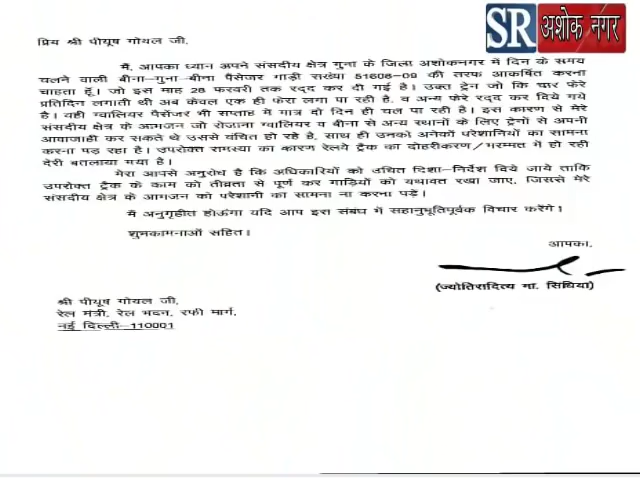 SR अशोक नगर
प्रिय श्री पीयूष गोयल जी,
मैं, आपका ध्यान अपने संसदीय क्षेत्र गुना के जिला अशोकनगर में दिन के समय
चलने वाली बीना-गुना-बीना पैसेंजर गाड़ी संख्या 51608-09 की तरफ आकर्षित करना
चाहता हूँ। जो इस माह 28 फरवरी तक रद्द कर दी गई है। उक्त ट्रेन जो कि चार फेरे
प्रतिदिन लगाती थी अब केवल एक ही फेरा लगा पा रही है, व अन्य फेरे रद्द कर दिये गये
है। वही ग्वालियर पैसेंजर भी सप्ताह में मात्र दो दिन ही चल पा रही है। इस कारण से मेरे
संसदीय क्षेत्र के आमजन जो रोजाना ग्वालियर व बीना से अन्य स्थानों के लिए ट्रेनों से अपनी
आवाजाही कर सकते थे उससे वंचित हो रहे है, साथ ही उनको अनेकों परेशानियों का सामना
करना पड़ रहा है। उपरोक्त समस्या का कारण रेलवे ट्रैक का दोहरीकरण/मरम्मत में हो रही
देरी बतलाया गया है।
मेरा आपसे अनुरोध है कि अधिकारियों को उचित दिशा-निर्देश दिये जाये ताकि
उपरोक्त ट्रैक के काम को तीव्रता से पूर्ण कर गाड़ियों को यथावत रखा जाए, जिससे मेरे
संसदीय क्षेत्र के आमजन को परेशानी का सामना ना करना पड़ें।
मैं अनुगृहीत होऊँगा यदि आप इस संबंध में सहानुभूतिपूर्वक विचार करेंगे।
शुभकामनाओं सहित।
आपका,
(ज्योतिरादित्य मा. सिंधिया)
श्री पीयूष गोयल जी,
रेल मंत्री, रेल भवन, रफी मार्ग,
नई दिल्ली-110001